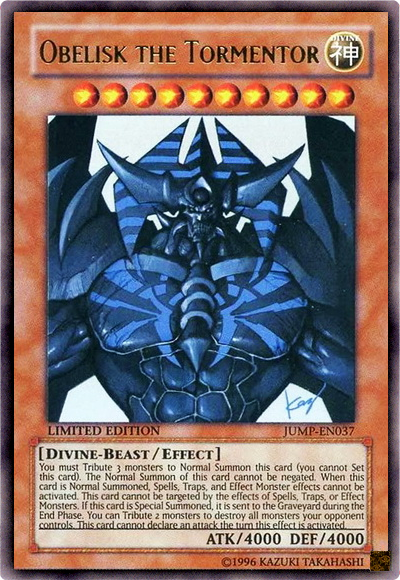 OBELISK THE TORMENTOR
DIVINE
神
Kaz
LIMITED EDITION
JUMP-EN037
[DIVINE-BEAST / EFFECT]
You must Tribute 3 monsters to Normal Summon this card (you cannot Set
this card). The Normal Summon of this card cannot be negated. When this
card is Normal Summoned, Spells, Traps, and Effect Monster effects cannot be
activated. This card cannot be targeted by the effects of Spells, Traps, or Effect
Monsters. If this card is Special Summoned, it is sent to the Graveyard during the
End Phase. You can Tribute 2 monsters to destroy all monsters your opponent
controls. This card cannot declare an attack the turn this effect is activated.
ATK/4000 DEF/4000
©1996 KAZUKI TAKAHASHI